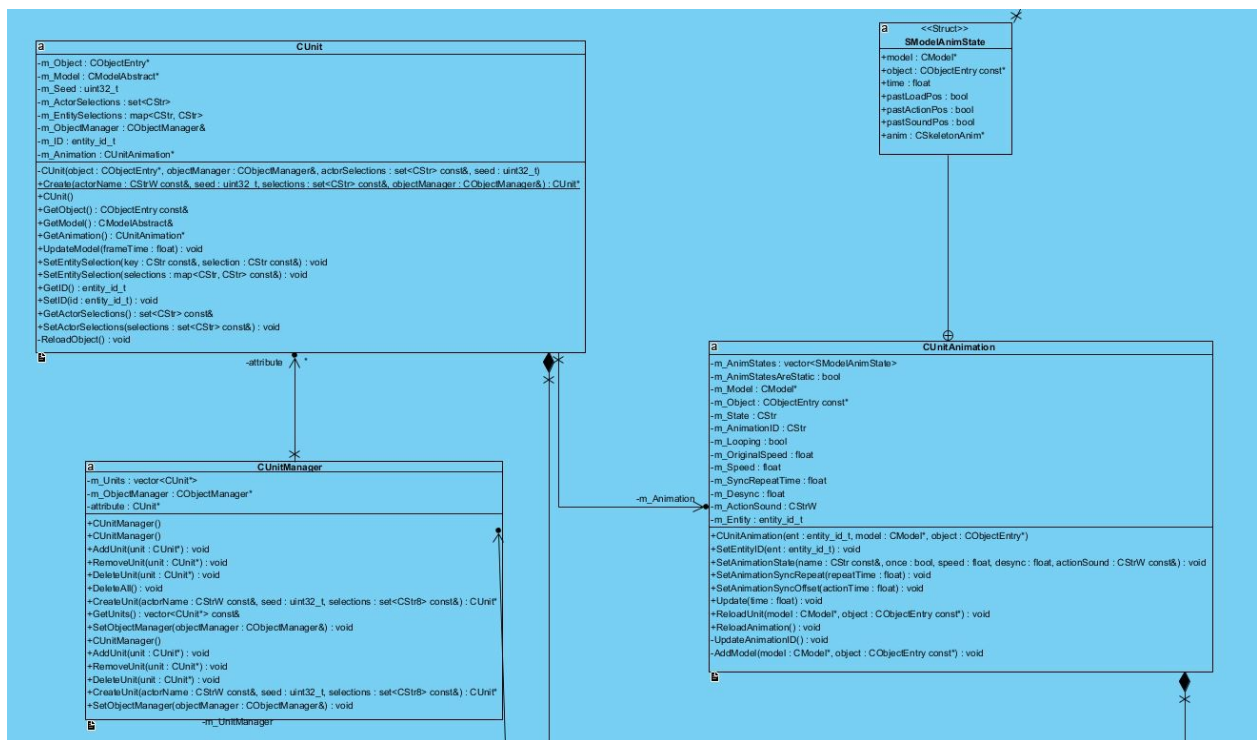 CUnit
-m_Object : CObjectEntry*
-m_Model : CModelAbstract*
-m_Seed : uint32_t
-m_ActorSelections : set<CStr>
-m_EntitySelections : map<CStr, CStr>
-m_ObjectManager : CObjectManager&
-m_ID : entity_id_t
-m_Animation : CUnitAnimation*
-CUnit(object : CObjectEntry*, objectManager : CObjectManager&, actorSelections : set<CStr> const&, seed : uint32_t)
+Create(actorName : CStrW const&, seed : uint32_t, selections : set<CStr> const&, objectManager : CObjectManager&) : CUnit*
+CUnit()
+GetObject() : CObjectEntry const&
+GetModel() : CModelAbstract&
+GetAnimation() : CUnitAnimation*
+UpdateModel(frameTime : float) : void
+SetEntitySelection(key : CStr const&, selection : CStr const&) : void
+SetEntitySelection(selections : map<CStr, CStr> const&) : void
+GetID() : entity_id_t
+SetID(id : entity_id_t) : void
+GetActorSelections() : set<CStr> const&
+SetActorSelections(selections : set<CStr> const&) : void
-ReloadObject() : void
-attribute
*
CUnitManager
-m_Units : vector<CUnit*>
-m_ObjectManager : CObjectManager*
-attribute : CUnit*
+CUnitManager()
+CUnitManager()
+AddUnit(unit : CUnit*) : void
+RemoveUnit(unit : CUnit*) : void
+DeleteUnit(unit : CUnit*) : void
+DeleteAll() : void
+CreateUnit(actorName : CStrW const&, seed : uint32_t, selections : set<CStr8> const&) : CUnit*
+GetUnits() : vector<CUnit*> const&
+SetObjectManager(objectManager : CObjectManager&) : void
+CUnitManager()
+AddUnit(unit : CUnit*) : void
+RemoveUnit(unit : CUnit*) : void
+DeleteUnit(unit : CUnit*) : void
+CreateUnit(actorName : CStrW const&, seed : uint32_t, selections : set<CStr8> const&) : CUnit*
+SetObjectManager(objectManager : CObjectManager&) : void
-m_UnitManager
-m_Animation
<<Struct>>
SModelAnimState
+model : CModel*
+object : CObjectEntry const*
+time : float
+pastLoadPos : bool
+pastActionPos : bool
+pastSoundPos : bool
+anim : CSkeletonAnim*
CUnitAnimation
-m_AnimStates : vector<SModelAnimState>
-m_AnimStatesAreStatic : bool
-m_Model : CModel*
-m_Object : CObjectEntry const*
-m_State : CStr
-m_AnimationID : CStr
-m_Looping : bool
-m_OriginalSpeed : float
-m_Speed : float
-m_SyncRepeatTime : float
-m_Desync : float
-m_ActionSound : CStrW
-m_Entity : entity_id_t
+CUnitAnimation(ent : entity_id_t, model : CModel*, object : CObjectEntry*)
+SetEntityID(ent : entity_id_t) : void
+SetAnimationState(name : CStr const&, once : bool, speed : float, desync : float, actionSound : CStrW const&) : void
+SetAnimationSyncRepeat(repeatTime : float) : void
+SetAnimationSyncOffset(actionTime : float) : void
+Update(time : float) : void
+ReloadUnit(model : CModel*, object : CObjectEntry const*) : void
+ReloadAnimation() : void
-UpdateAnimationID() : void
-AddModel(model : CModel*, object : CObjectEntry const*) : void